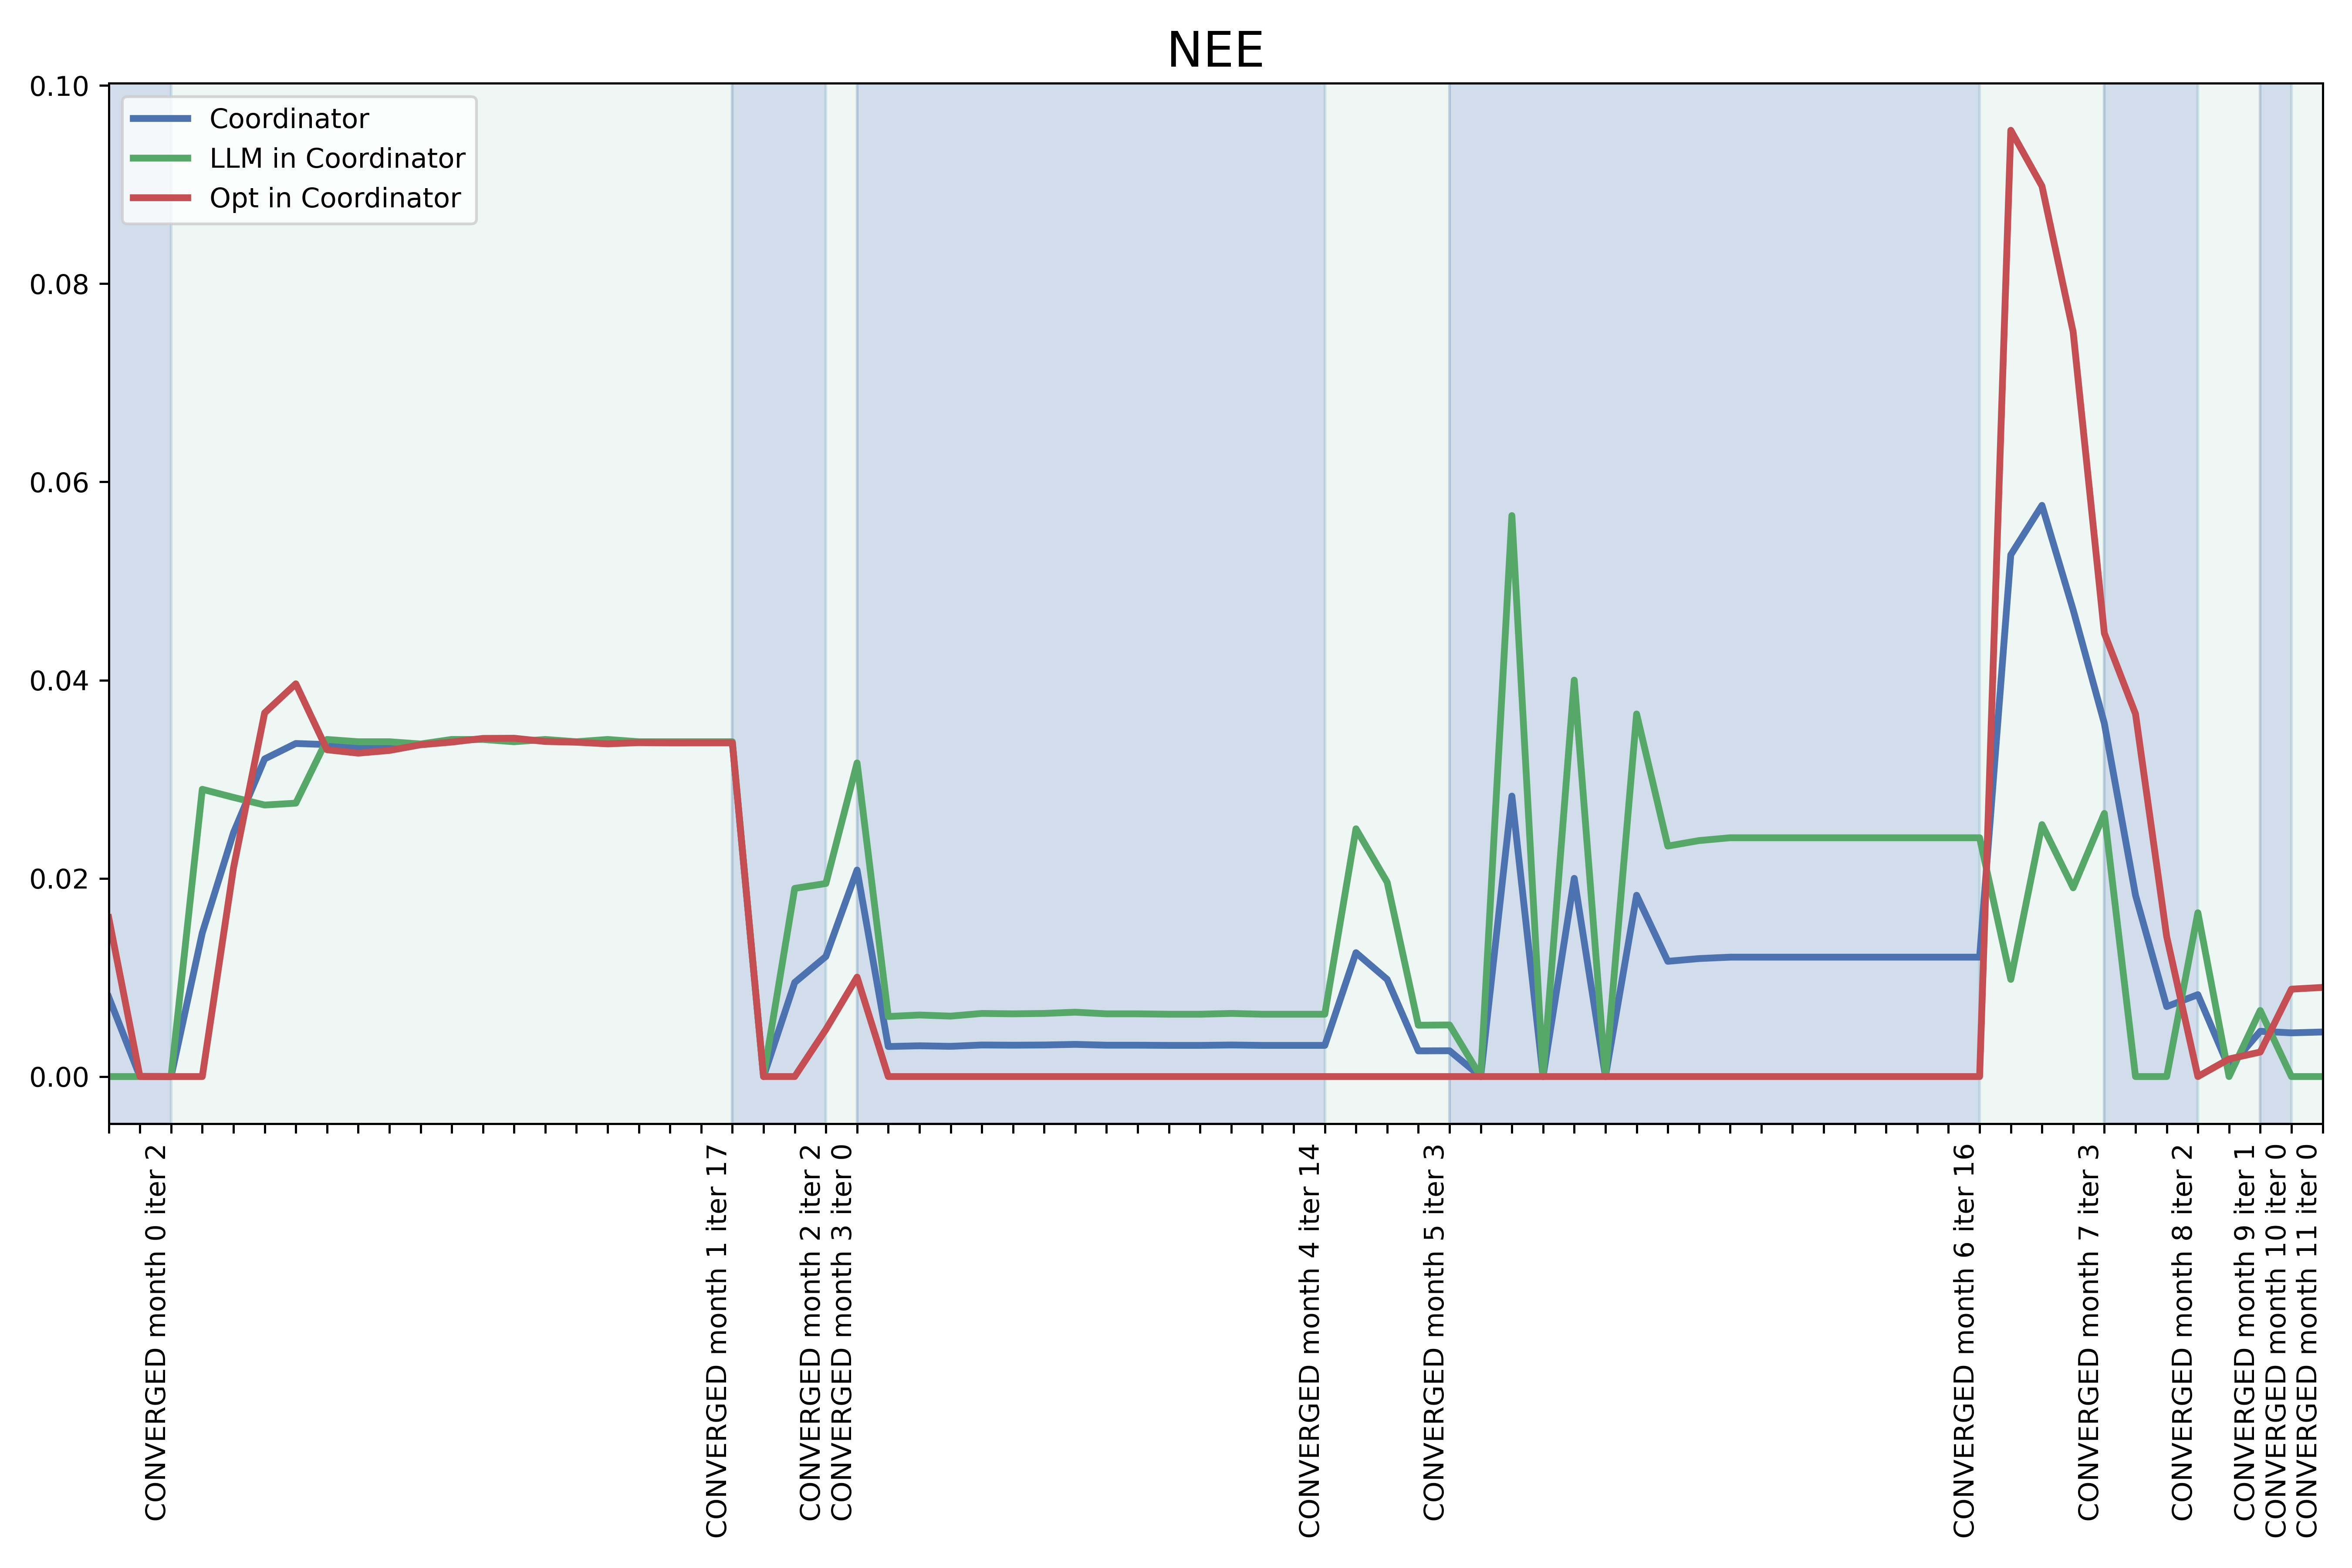 NEE
0.10
0.08
0.06
0.04
0.02
0.00
Coordinator
LLM in Coordinator
Opt in Coordinator
CONVERGED month 0 iter 2
CONVERGED month 1 iter 17
CONVERGED month 2 iter 2
CONVERGED month 3 iter 0
CONVERGED month 4 iter 14
CONVERGED month 5 iter 3
CONVERGED month 6 iter 16
CONVERGED month 7 iter 3
CONVERGED month 8 iter 2
CONVERGED month 9 iter 1
CONVERGED month 10 iter 0
CONVERGED month 11 iter 0